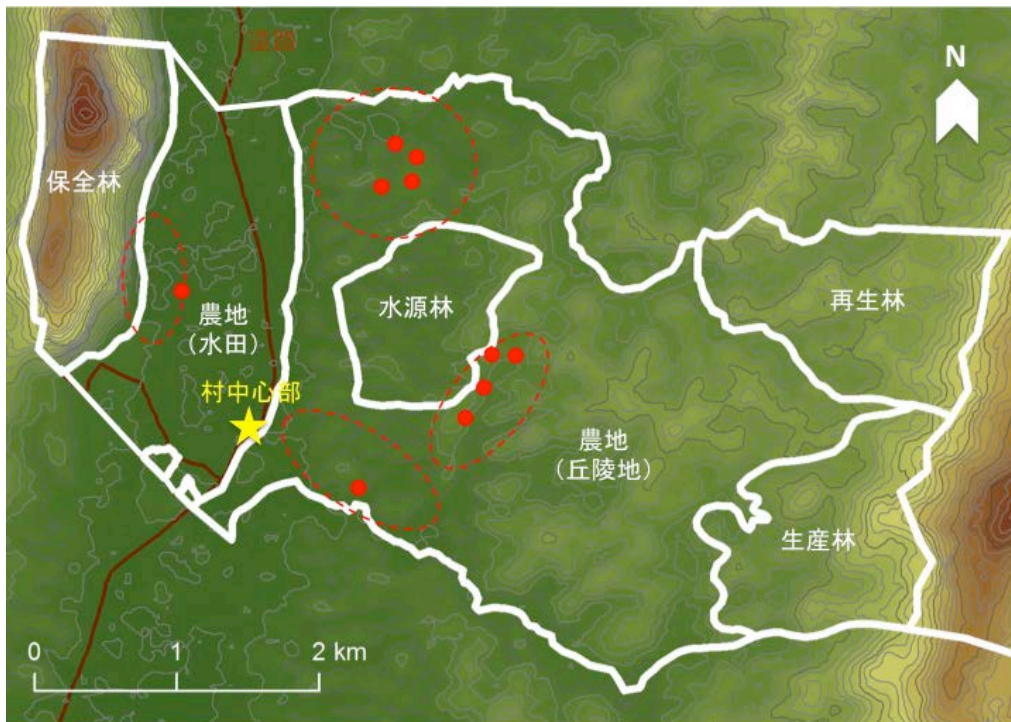 道路
N
保全林
農地
（水田）
水源林
再生林
村中心部
農地
（丘陵地）
生産林
0 1 2 km